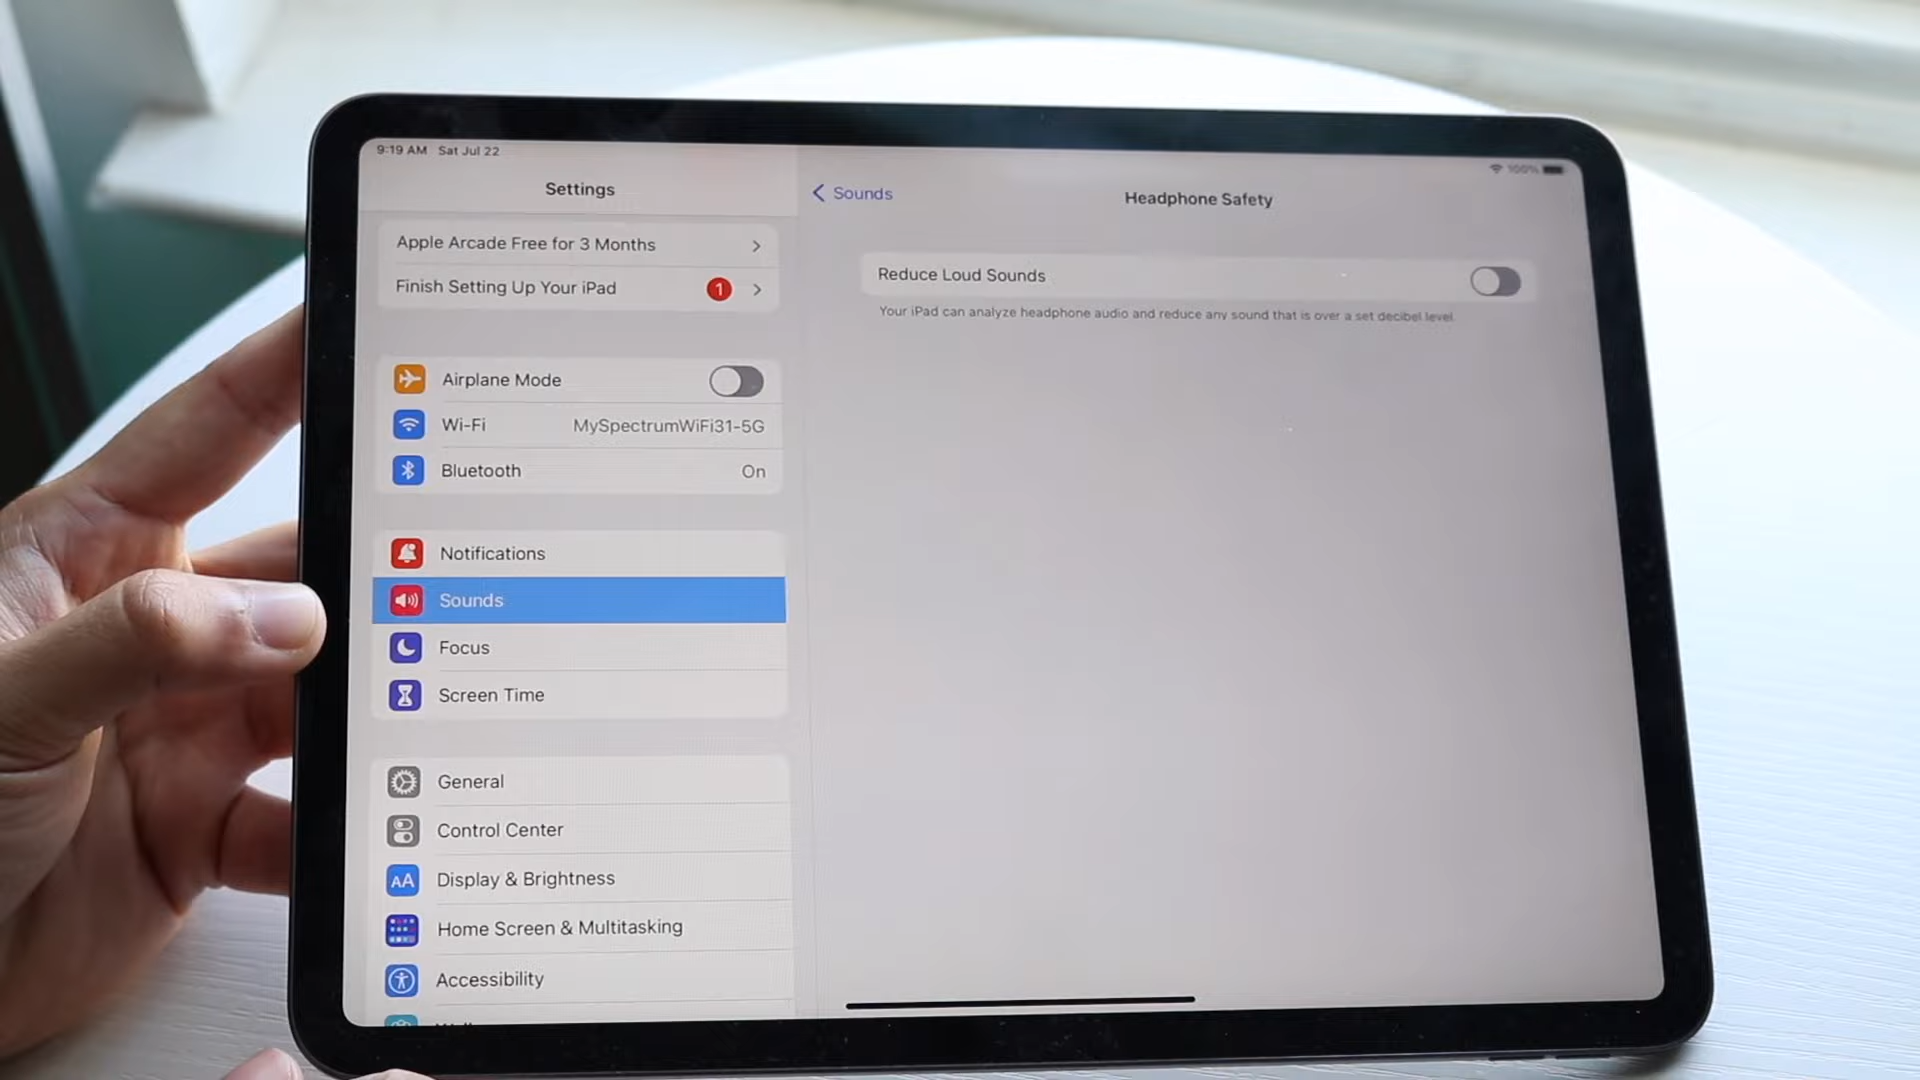 9:19 AM Sat Jul 22
100%
Settings
Sounds
Headphone Safety
Apple Arcade Free for 3 Months
Finish Setting Up Your iPad 1
Reduce Loud Sounds
Your iPad can analyze headphone audio and reduce any sound that is over a set decibel level.
Airplane Mode
Wi-Fi MySpectrumWiFi31-5G
Bluetooth On
Notifications
Sounds
Focus
Screen Time
General
Control Center
AA Display & Brightness
Home Screen & Multitasking
Accessibility